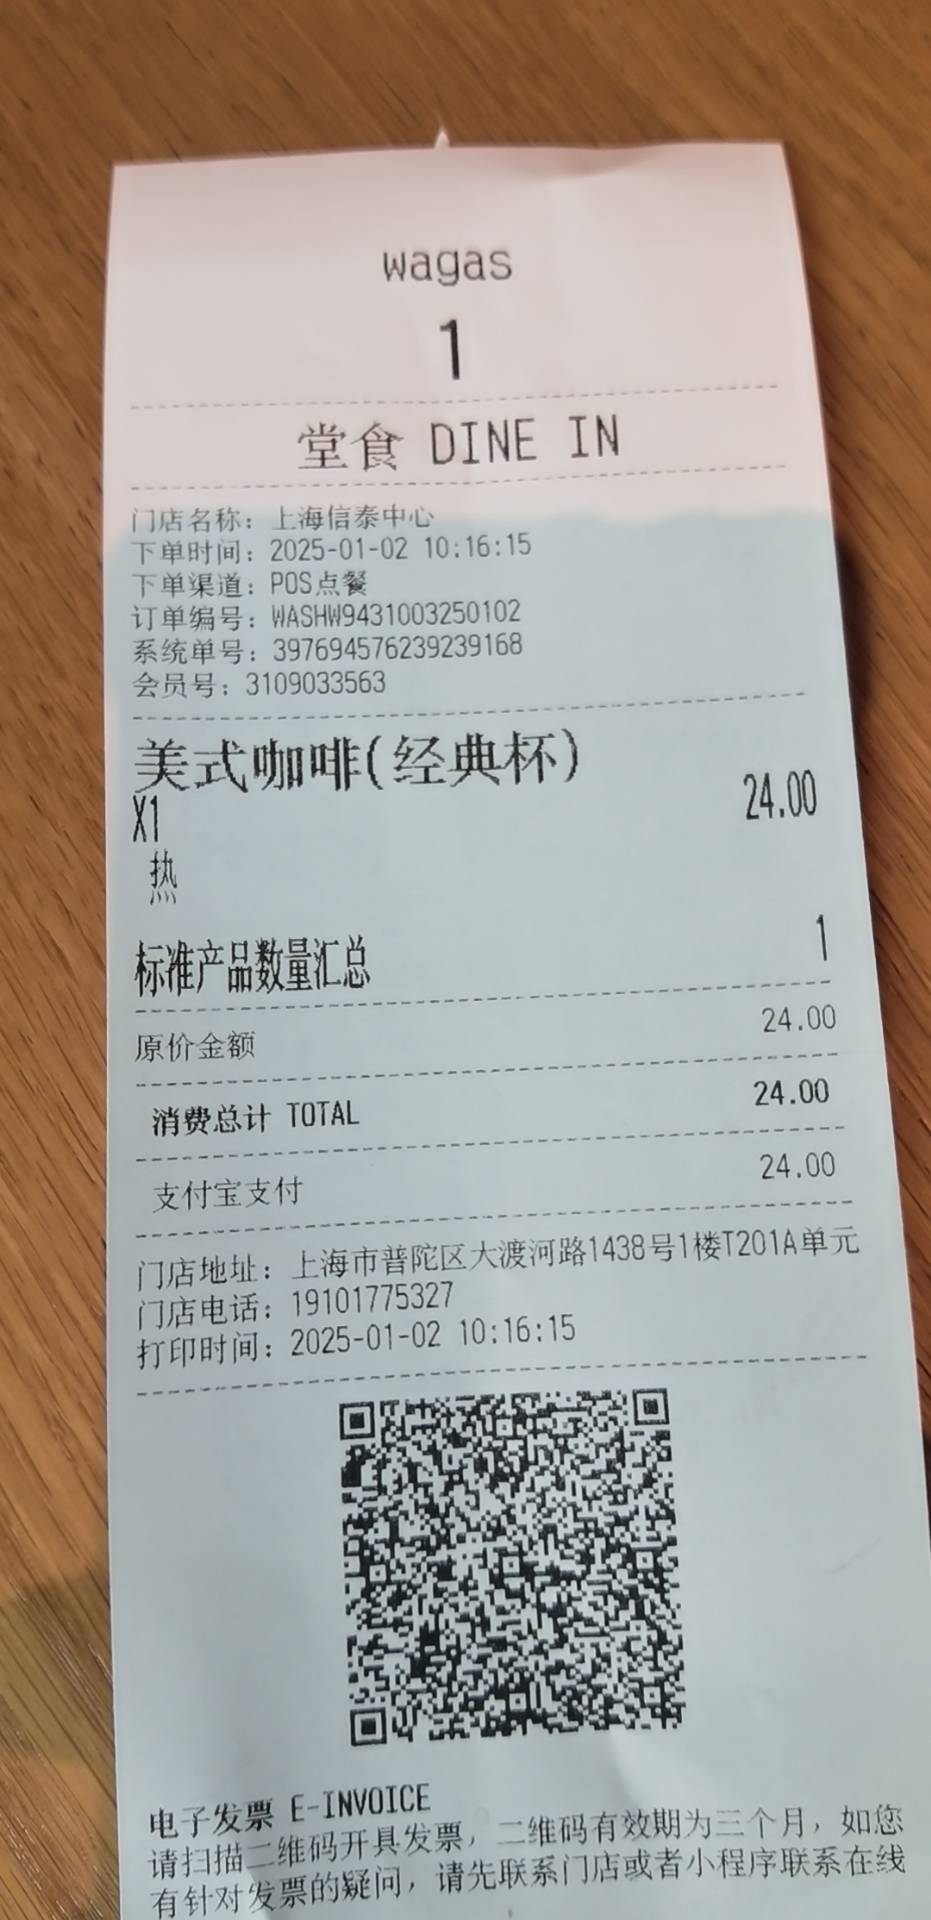 wagas
1
堂食 DINE IN
门店名称：上海信泰中心
下单时间：2025-01-02 10:16:15
下单渠道：POS点餐
订单编号：WASHW9431003250102
系统单号：397694576239239168
会员号：3109033563
美式咖啡(经典杯)
X1 24.00
热
标准产品数量汇总 1
原价金额 24.00
消费总计 TOTAL 24.00
支付宝支付 24.00
门店地址：上海市普陀区大渡河路1438号1楼T201A单元
门店电话：19101775327
打印时间：2025-01-02 10:16:15
电子发票 E-INVOICE
请扫描二维码开具发票，二维码有效期为三个月，如您
有针对发票的疑问，请先联系门店或者小程序联系在线